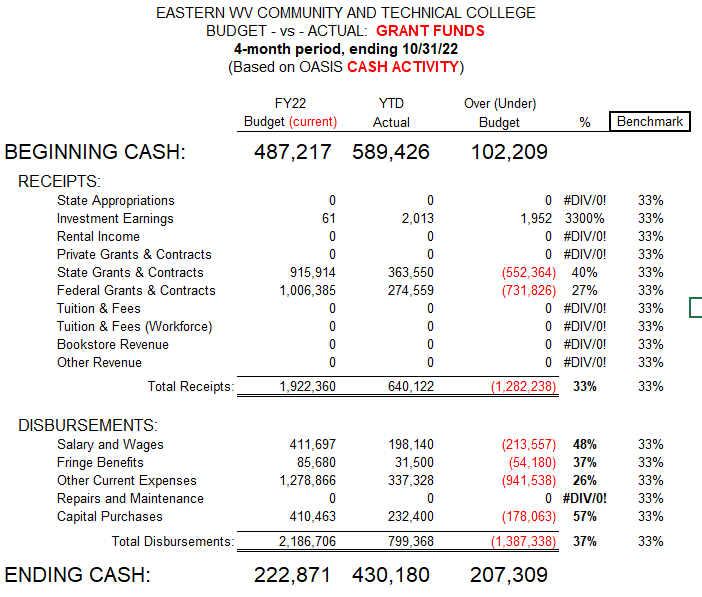 EASTERN WV COMMUNITY AND TECHNICAL COLLEGE
BUDGET - vs - ACTUAL: GRANT FUNDS
4-month period, ending 10/31/22
(Based on OASIS CASH ACTIVITY)
FY22 YTD Over (Under)
Budget (current) Actual Budget % Benchmark
BEGINNING CASH: 487,217 589,426 102,209
RECEIPTS:
State Appropriations 0 0 0 #DIV/0! 33%
Investment Earnings 61 2,013 1,952 3300% 33%
Rental Income 0 0 0 #DIV/0! 33%
Private Grants & Contracts 0 0 0 #DIV/0! 33%
State Grants & Contracts 915,914 363,550 (552,364) 40% 33%
Federal Grants & Contracts 1,006,385 274,559 (731,826) 27% 33%
Tuition & Fees 0 0 0 #DIV/0! 33%
Tuition & Fees (Workforce) 0 0 0 #DIV/0! 33%
Bookstore Revenue 0 0 0 #DIV/0! 33%
Other Revenue 0 0 0 #DIV/0! 33%
Total Receipts: 1,922,360 640,122 (1,282,238) 33% 33%
DISBURSEMENTS:
Salary and Wages 411,697 198,140 (213,557) 48% 33%
Fringe Benefits 85,680 31,500 (54,180) 37% 33%
Other Current Expenses 1,278,866 337,328 (941,538) 26% 33%
Repairs and Maintenance 0 0 0 #DIV/0! 33%
Capital Purchases 410,463 232,400 (178,063) 57% 33%
Total Disbursements: 2,186,706 799,368 (1,387,338) 37% 33%
ENDING CASH: 222,871 430,180 207,309